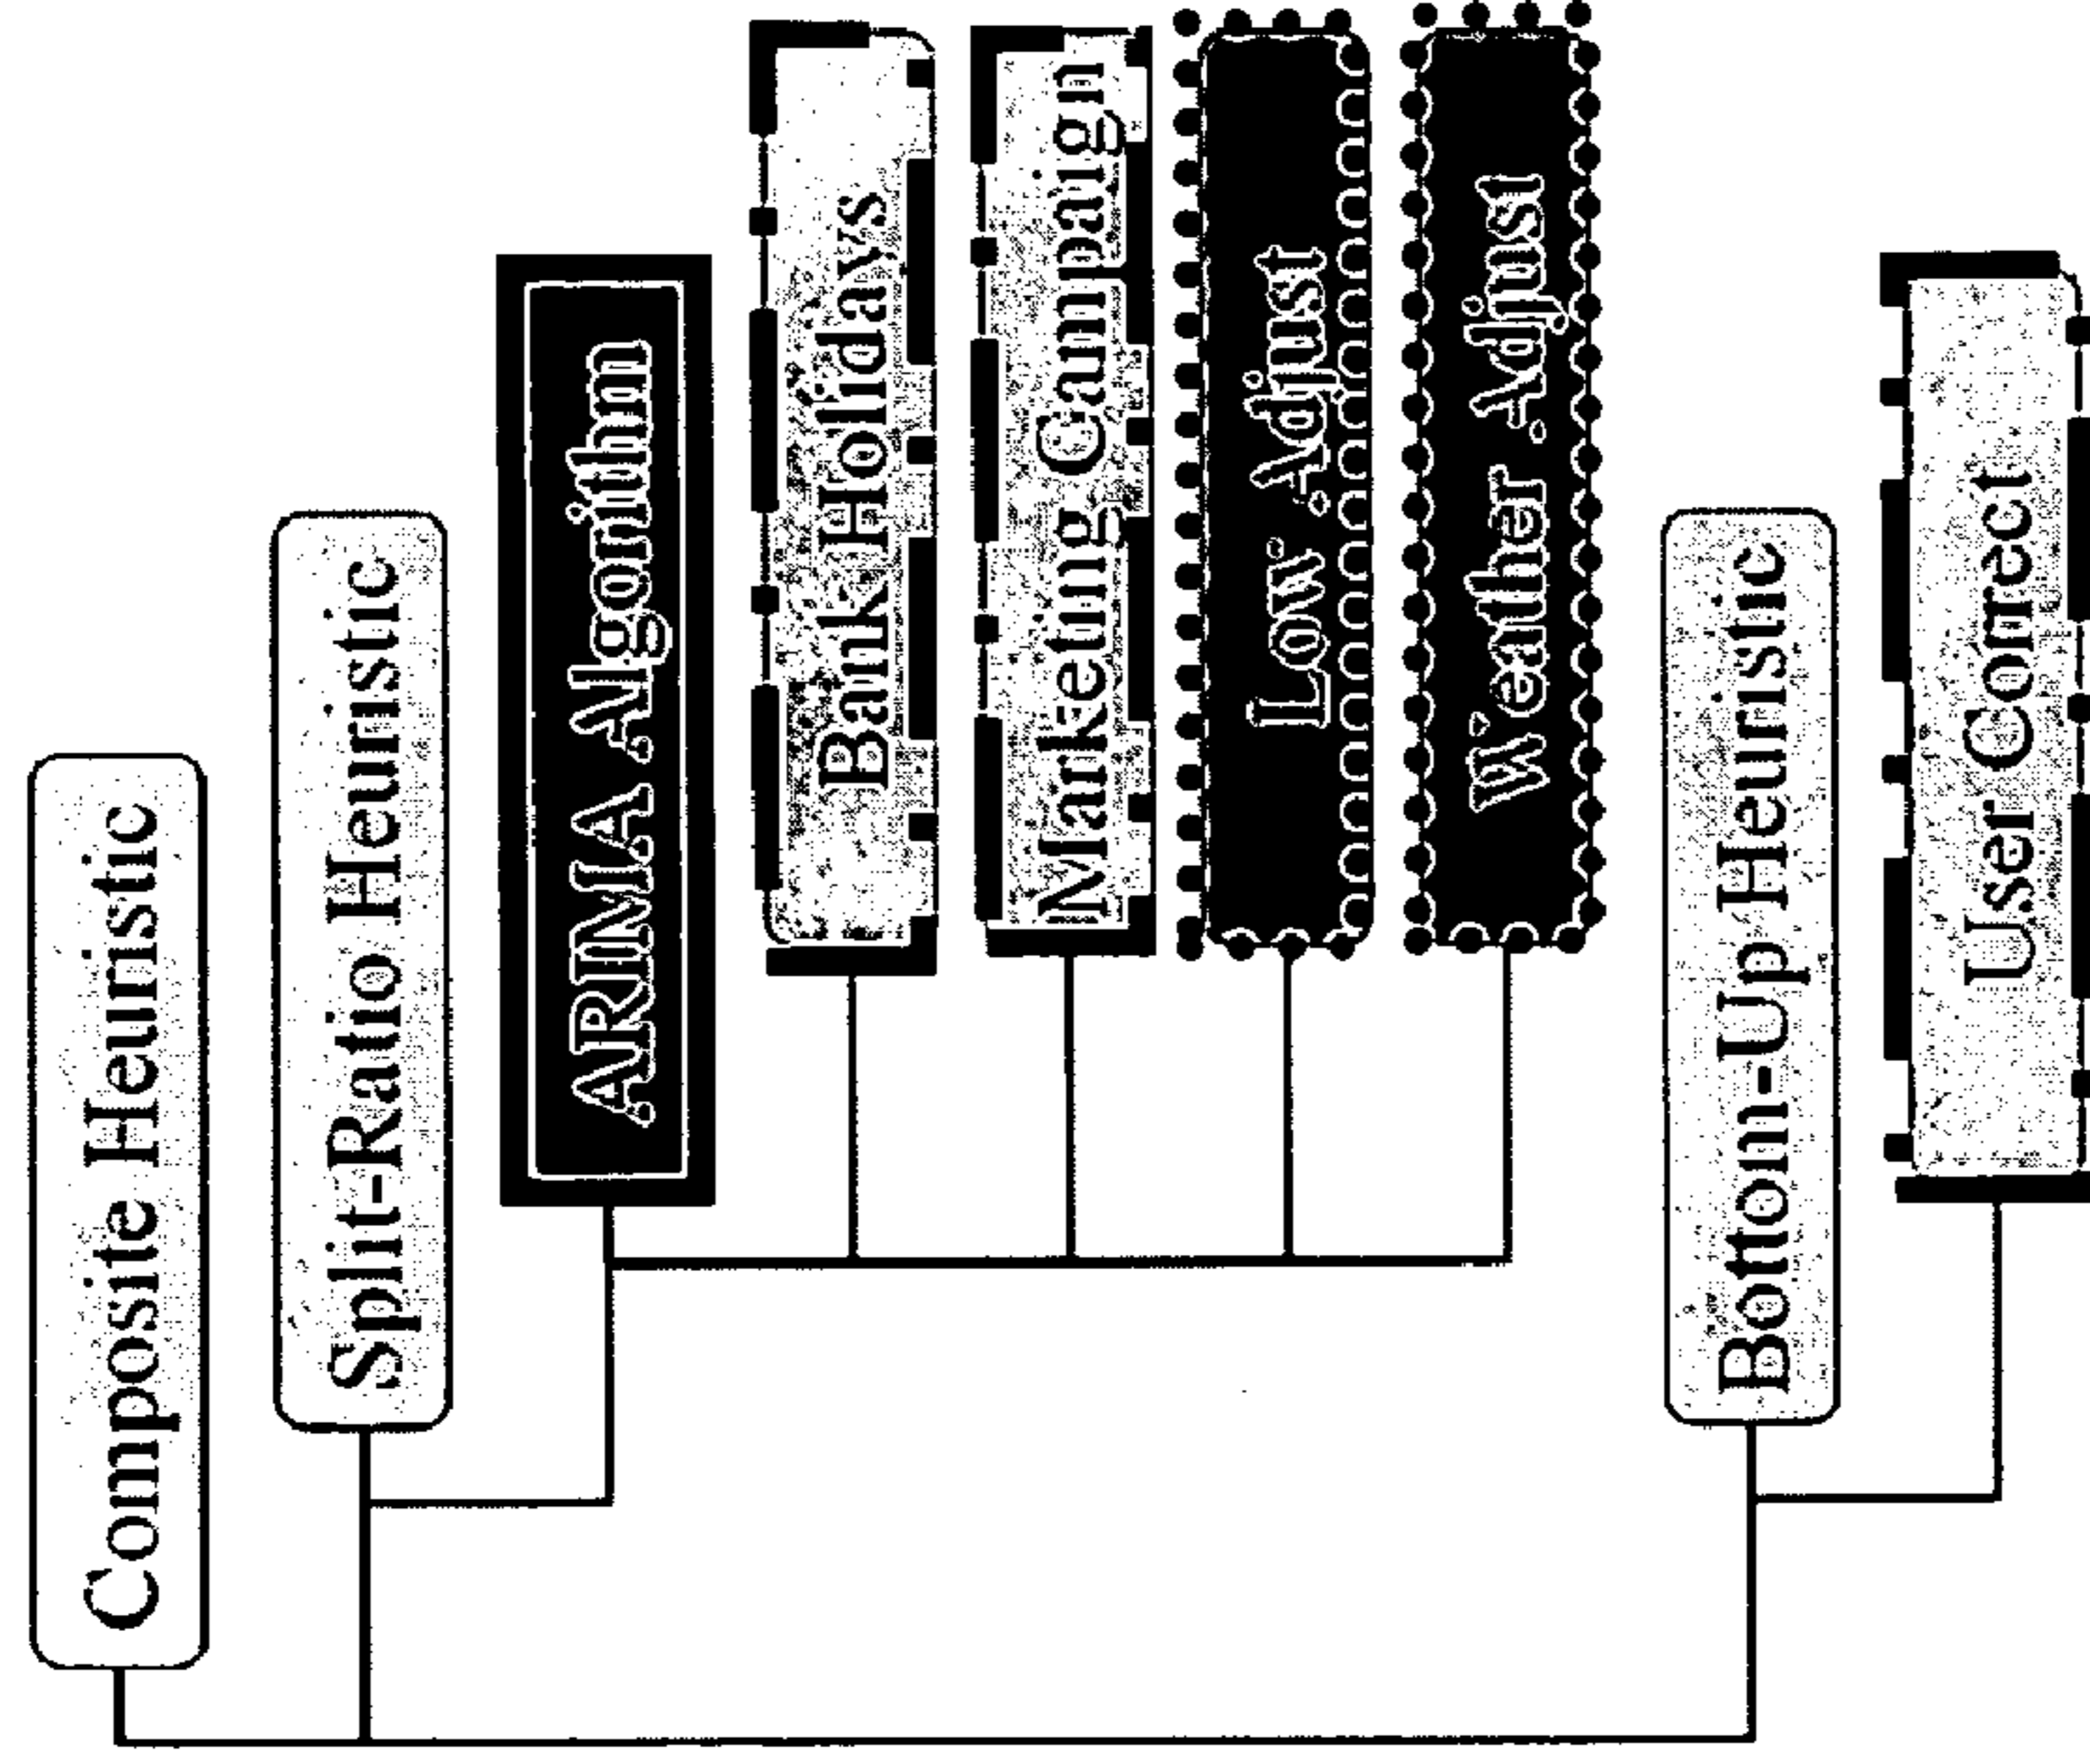 Composite Heuristic
Split-Ratio Heuristic
ARIMA Algorithm
Bank Holidays
Marketing Campaign
Low Adjust
Weather Adjust
Bottom-Up Heuristic
User Correct